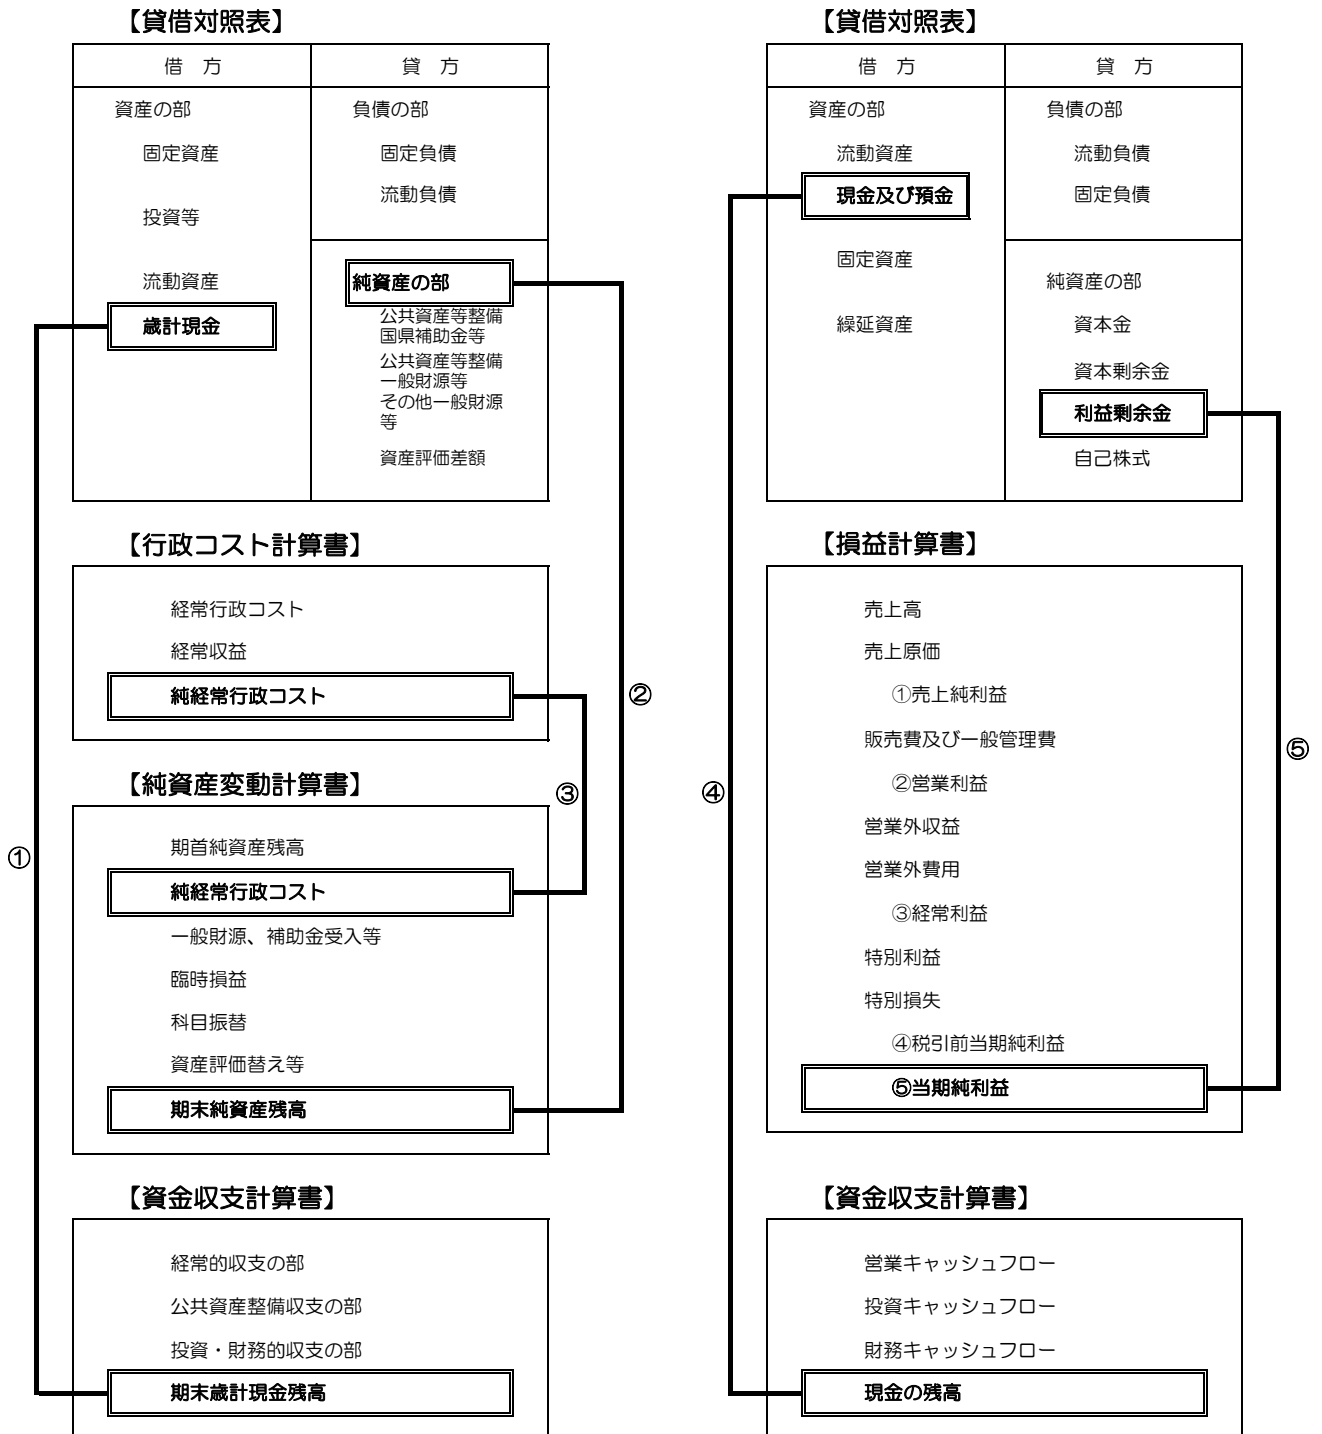 【貸借対照表】
借　方
貸　方
資産の部
負債の部
固定資産
固定負債
流動負債
投資等
流動資産
純資産の部
歳計現金
公共資産等整備
国県補助金等
公共資産等整備
一般財源等
その他一般財源
等
資産評価差額
【行政コスト計算書】
経常行政コスト
経常収益
純経常行政コスト
【純資産変動計算書】
期首純資産残高
純経常行政コスト
一般財源、補助金受入等
臨時損益
科目振替
資産評価替え等
期末純資産残高
【資金収支計算書】
経常的収支の部
公共資産整備収支の部
投資・財務的収支の部
期末歳計現金残高
①
②
③
【貸借対照表】
借　方
貸　方
資産の部
負債の部
流動資産
流動負債
現金及び預金
固定負債
固定資産
純資産の部
繰延資産
資本金
資本剰余金
利益剰余金
自己株式
【損益計算書】
売上高
売上原価
①売上純利益
販売費及び一般管理費
②営業利益
営業外収益
営業外費用
③経常利益
特別利益
特別損失
④税引前当期純利益
⑤当期純利益
【資金収支計算書】
営業キャッシュフロー
投資キャッシュフロー
財務キャッシュフロー
現金の残高
④
⑤